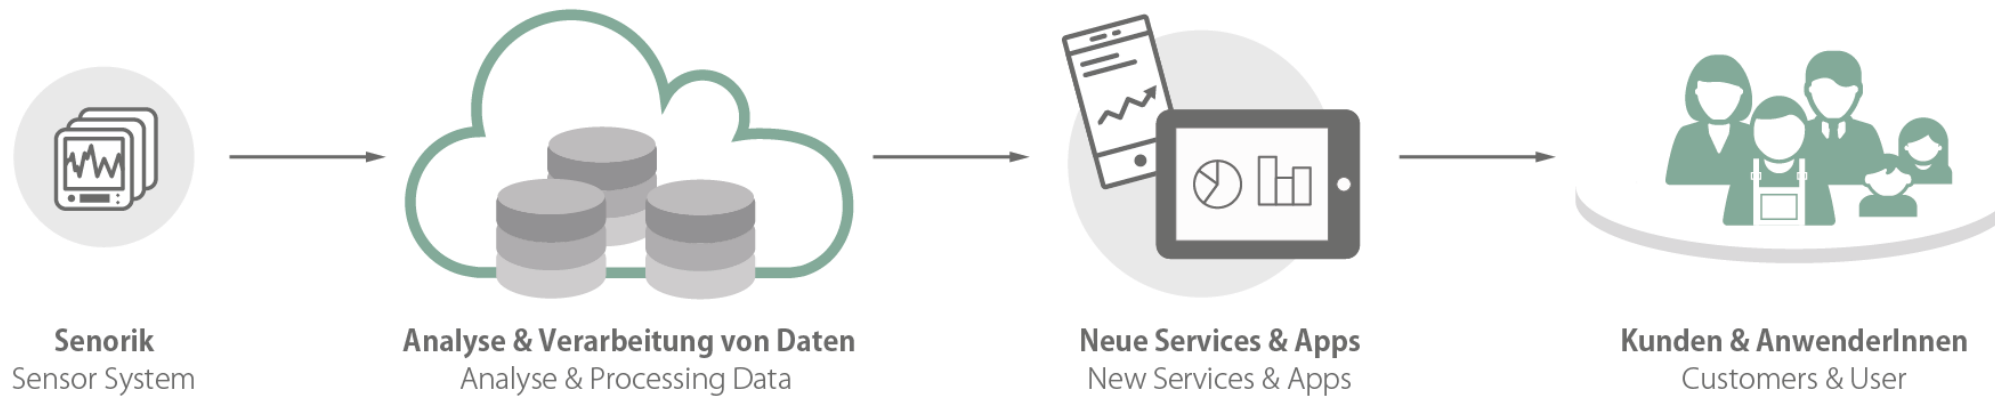 Senorik
Sensor System
Analyse & Verarbeitung von Daten
Analyse & Processing Data
Neue Services & Apps
New Services & Apps
Kunden & AnwenderInnen
Customers & User